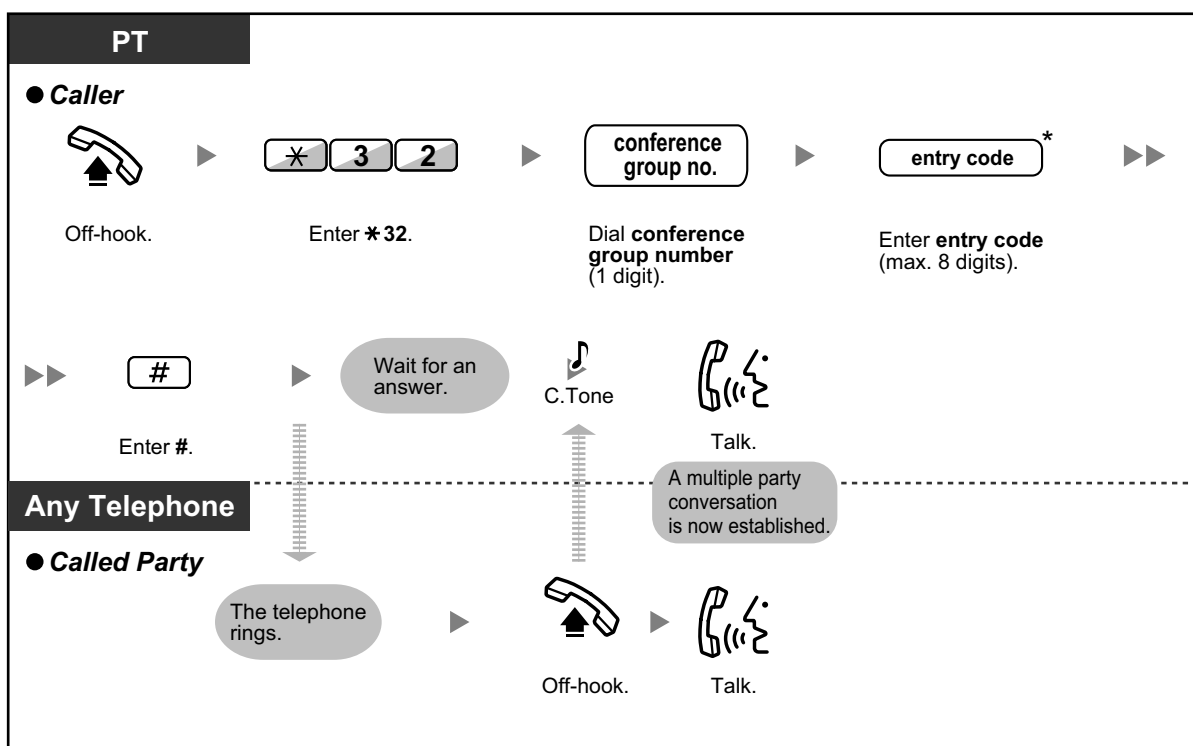 PT
● Caller
✳ 3 2
conference
group no.
entry code
*
Off-hook.
Enter ✳32.
Dial conference
group number
(1 digit).
Enter entry code
(max. 8 digits).
#
Wait for an
answer.
C.Tone
Enter #.
Talk.
A multiple party
conversation
is now established.
Any Telephone
● Called Party
The telephone
rings.
Off-hook.
Talk.